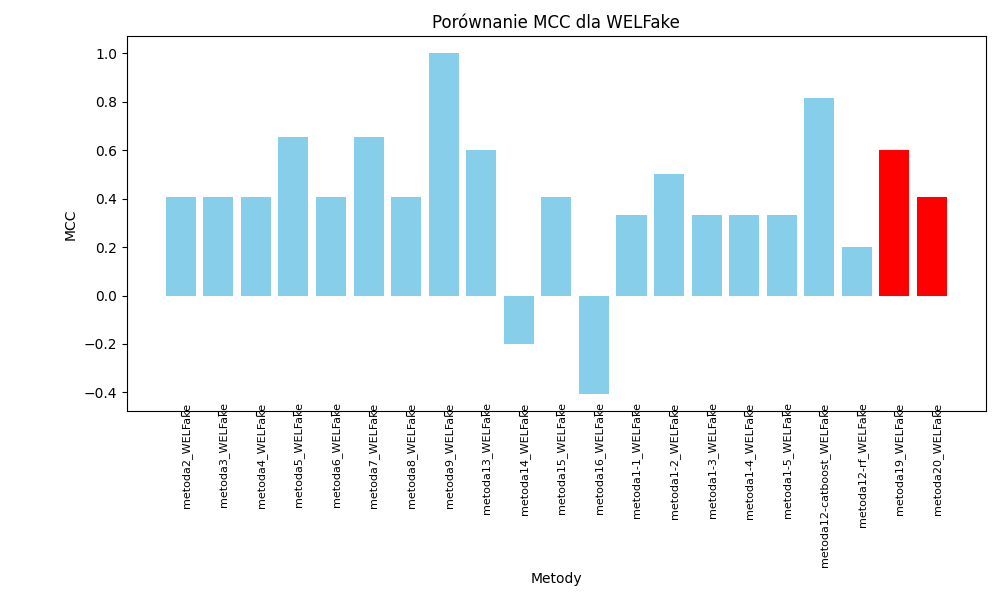 Porównanie MCC dla WELFake
MCC
1.0
0.8
0.6
0.4
0.2
0.0
−0.2
−0.4
metoda2_WELFake
metoda3_WELFake
metoda4_WELFake
metoda5_WELFake
metoda6_WELFake
metoda7_WELFake
metoda8_WELFake
metoda9_WELFake
metoda13_WELFake
metoda14_WELFake
metoda15_WELFake
metoda16_WELFake
metoda1-1_WELFake
metoda1-2_WELFake
metoda1-3_WELFake
metoda1-4_WELFake
metoda1-5_WELFake
metoda12-catboost_WELFake
metoda12-rf_WELFake
metoda19_WELFake
metoda20_WELFake
Metody